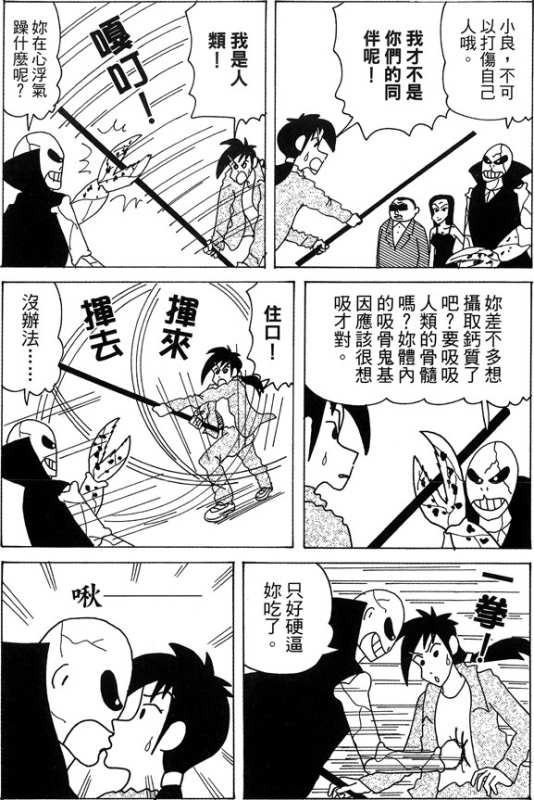 小良，不可
以打傷自己
人哦。
我才不是
你們的同
伴呢！
我是人
類！
嘎叮！
妳在心浮氣
躁什麼呢？
妳差不多想
攝取鈣質了
吧？要吸吸
人類的骨髓
嗎？妳體內
的吸骨鬼基
因應該很想
吸才對。
住口！
揮來
揮去
沒辦法……
一拳！
只好硬逼
妳吃了。
啾